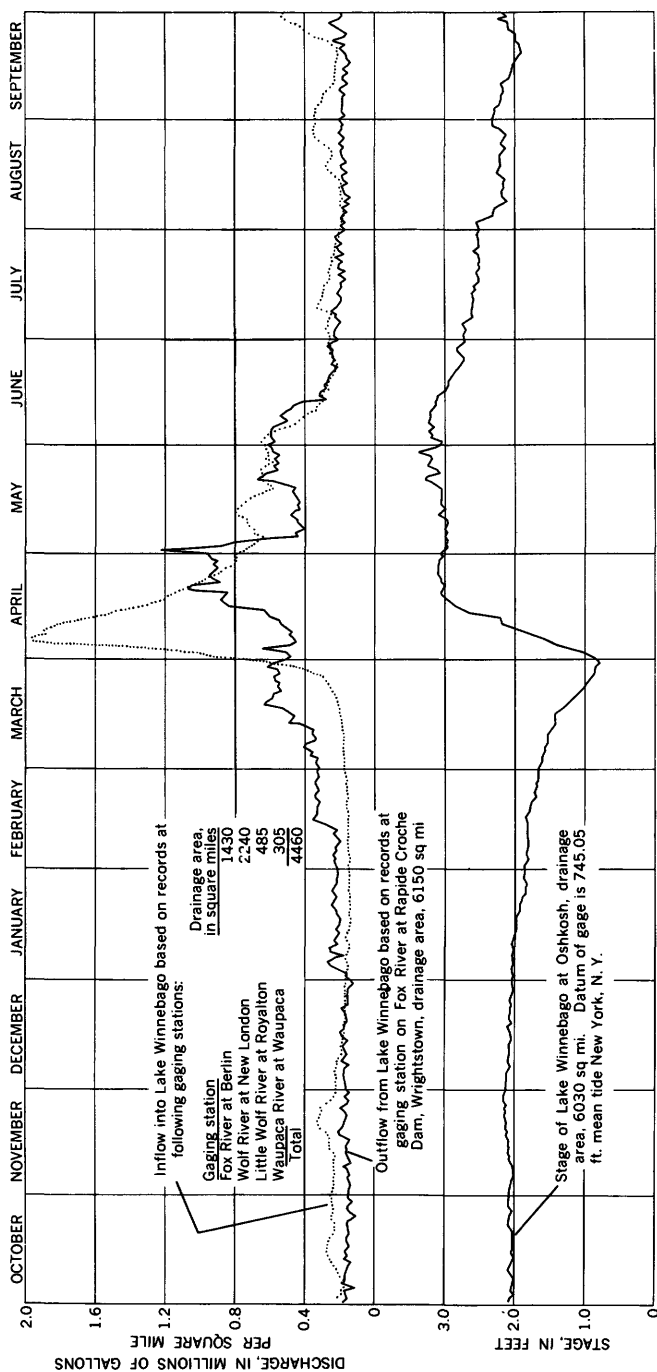 OCTOBER NOVEMBER DECEMBER JANUARY FEBRUARY MARCH APRIL MAY JUNE JULY AUGUST SEPTEMBER
DISCHARGE, IN MILLIONS OF GALLONS
PER SQUARE MILE
2.0
1.6
1.2
0.8
0.4
0
Inflow into Lake Winnebago based on records at
following gaging stations:
Drainage area,
Gaging station in square miles
Fox River at Berlin 1430
Wolf River at New London 2240
Little Wolf River at Royalton 485
Waupaca River at Waupaca 305
Total 4460
Outflow from Lake Winnebago based on records at
gaging station on Fox River at Rapide Croche
Dam, Wrightstown, drainage area, 6150 sq mi
STAGE, IN FEET
4.0
3.0
2.0
1.0
0
Stage of Lake Winnebago at Oshkosh, drainage
area, 6030 sq mi. Datum of gage is 745.05
ft. mean tide New York, N.Y.